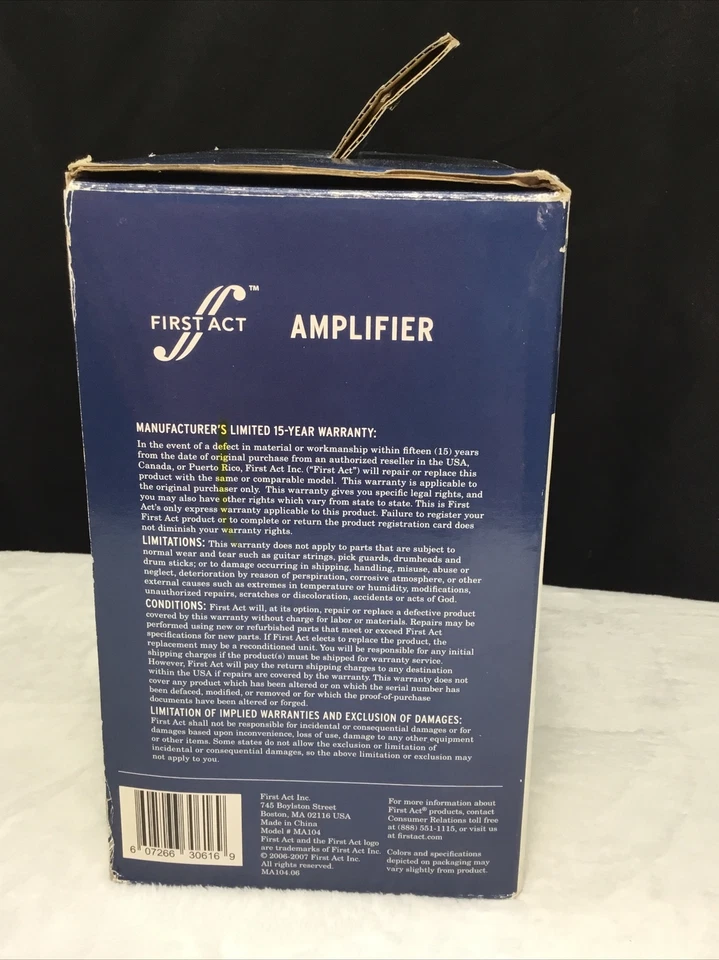 FIRST ACT ™
AMPLIFIER
MANUFACTURER'S LIMITED 15-YEAR WARRANTY:
In the event of a defect in material or workmanship within fifteen (15) years
from the date of original purchase from an authorized reseller in the USA,
Canada, or Puerto Rico, First Act Inc. ("First Act") will repair or replace this
product with the same or comparable model. This warranty is applicable to
the original purchaser only. This warranty gives you specific legal rights, and
you may also have other rights which vary from state to state. This is First
Act's only express warranty applicable to this product. Failure to register your
First Act product or to complete or return the product registration card does
not diminish your warranty rights.
LIMITATIONS: This warranty does not apply to parts that are subject to
normal wear and tear such as guitar strings, pick guards, drumheads and
drum sticks; or to damage occurring in shipping, handling, misuse, abuse or
neglect, deterioration by reason of perspiration, corrosive atmosphere, or other
external causes such as extremes in temperature or humidity, modifications,
unauthorized repairs, scratches or discoloration, accidents or acts of God.
CONDITIONS: First Act will, at its option, repair or replace a defective product
covered by this warranty without charge for labor or materials. Repairs may be
performed using new or refurbished parts that meet or exceed First Act
specifications for new parts. If First Act elects to replace the product, the
replacement may be a reconditioned unit. You will be responsible for any initial
shipping charges if the product(s) must be shipped for warranty service.
However, First Act will pay the return shipping charges to any destination
within the USA if repairs are covered by the warranty. This warranty does not
cover any product which has been altered or on which the serial number has
been defaced, modified, or removed or for which the proof-of-purchase
documents have been altered or forged.
LIMITATION OF IMPLIED WARRANTIES AND EXCLUSION OF DAMAGES:
First Act shall not be responsible for incidental or consequential damages or for
damages based upon inconvenience, loss of use, damage to any other equipment
or other items. Some states do not allow the exclusion or limitation of
incidental or consequential damages, so the above limitation or exclusion may
not apply to you.
6 07266 30616 9
First Act Inc.
745 Boylston Street
Boston, MA 02116 USA
Made in China
Model # MA104
First Act and the First Act logo
are trademarks of First Act Inc.
© 2006-2007 First Act Inc.
All rights reserved.
MA104.06
For more information about
First Act® products, contact
Consumer Relations toll free
at (888) 551-1115, or visit us
at firstact.com
Colors and specifications
depicted on packaging may
vary slightly from product.